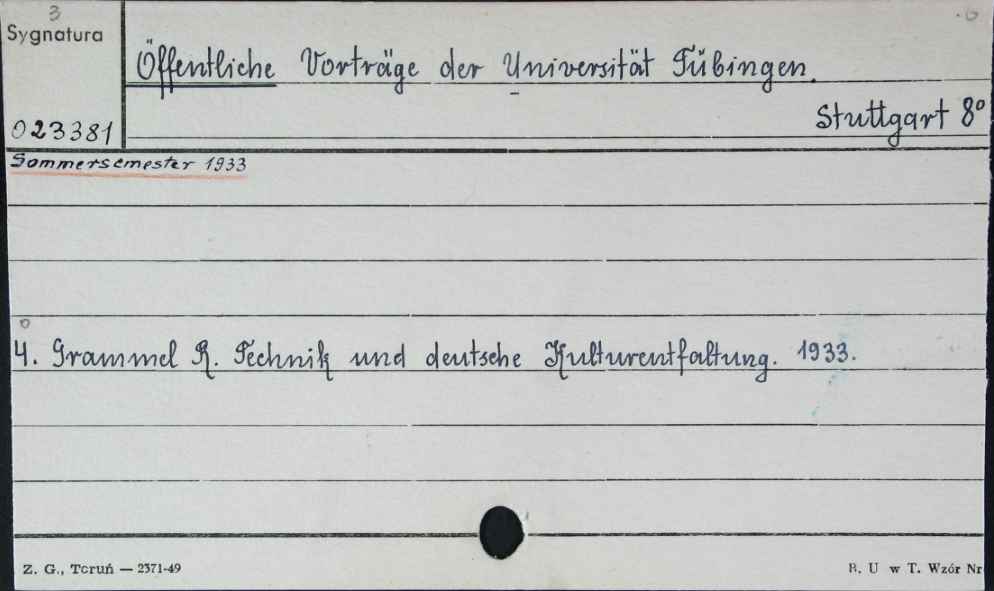 3
Sygnatura
Öffentliche Vorträge der Universität Tübingen.
Stuttgart 8°
023381
Sommersemester 1933
4. Grammel R. Technik und deutsche Kulturentfaltung. 1933.
Z. G., Toruń — 2371-49
B. U w T. Wzór Nr